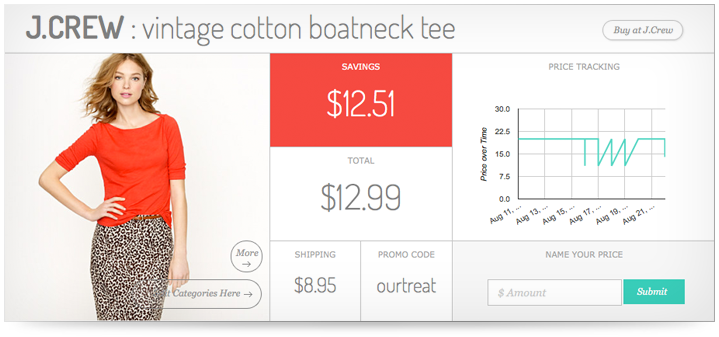 J.CREW : vintage cotton boatneck tee
Buy at J.Crew
SAVINGS
$12.51
TOTAL
$12.99
SHIPPING
$8.95
PROMO CODE
ourtreat
PRICE TRACKING
Price over Time
30.0
22.5
15.0
7.5
0.0
Aug 11, ...
Aug 13, ...
Aug 15, ...
Aug 17, ...
Aug 19, ...
Aug 21, ...
More →
Categories Here →
NAME YOUR PRICE
$ Amount
Submit